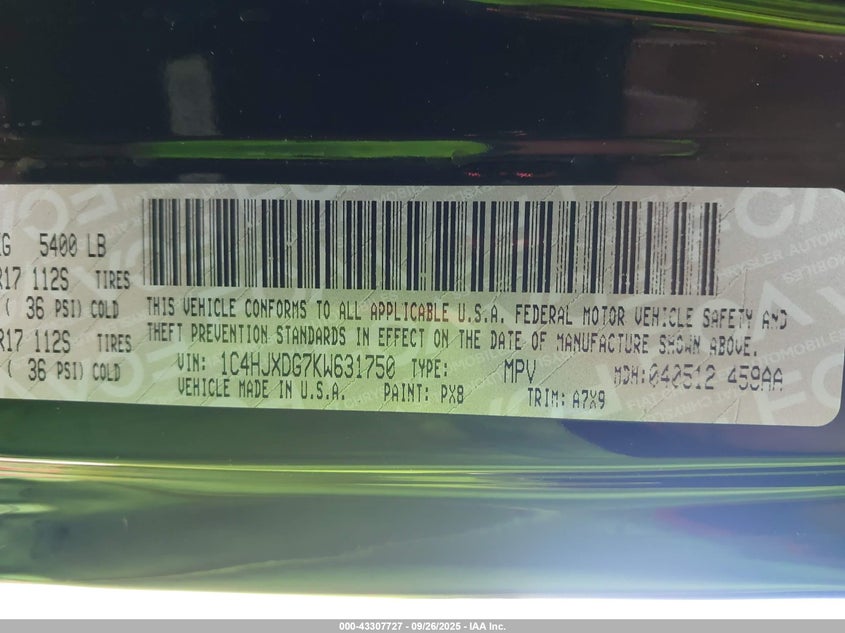 KG 5400 LB
R17 112S TIRES
( 36 PSI) COLD
R17 112S TIRES
( 36 PSI) COLD
THIS VEHICLE CONFORMS TO ALL APPLICABLE U.S.A. FEDERAL MOTOR VEHICLE SAFETY AND
THEFT PREVENTION STANDARDS IN EFFECT ON THE DATE OF MANUFACTURE SHOWN ABOVE.
VIN: 1C4HJXDG7KW631750 TYPE: MPV MDH:040512 459AA
VEHICLE MADE IN U.S.A. PAINT: PX8 TRIM: A7X9
000-43307727 - 09/26/2025 - IAA Inc.